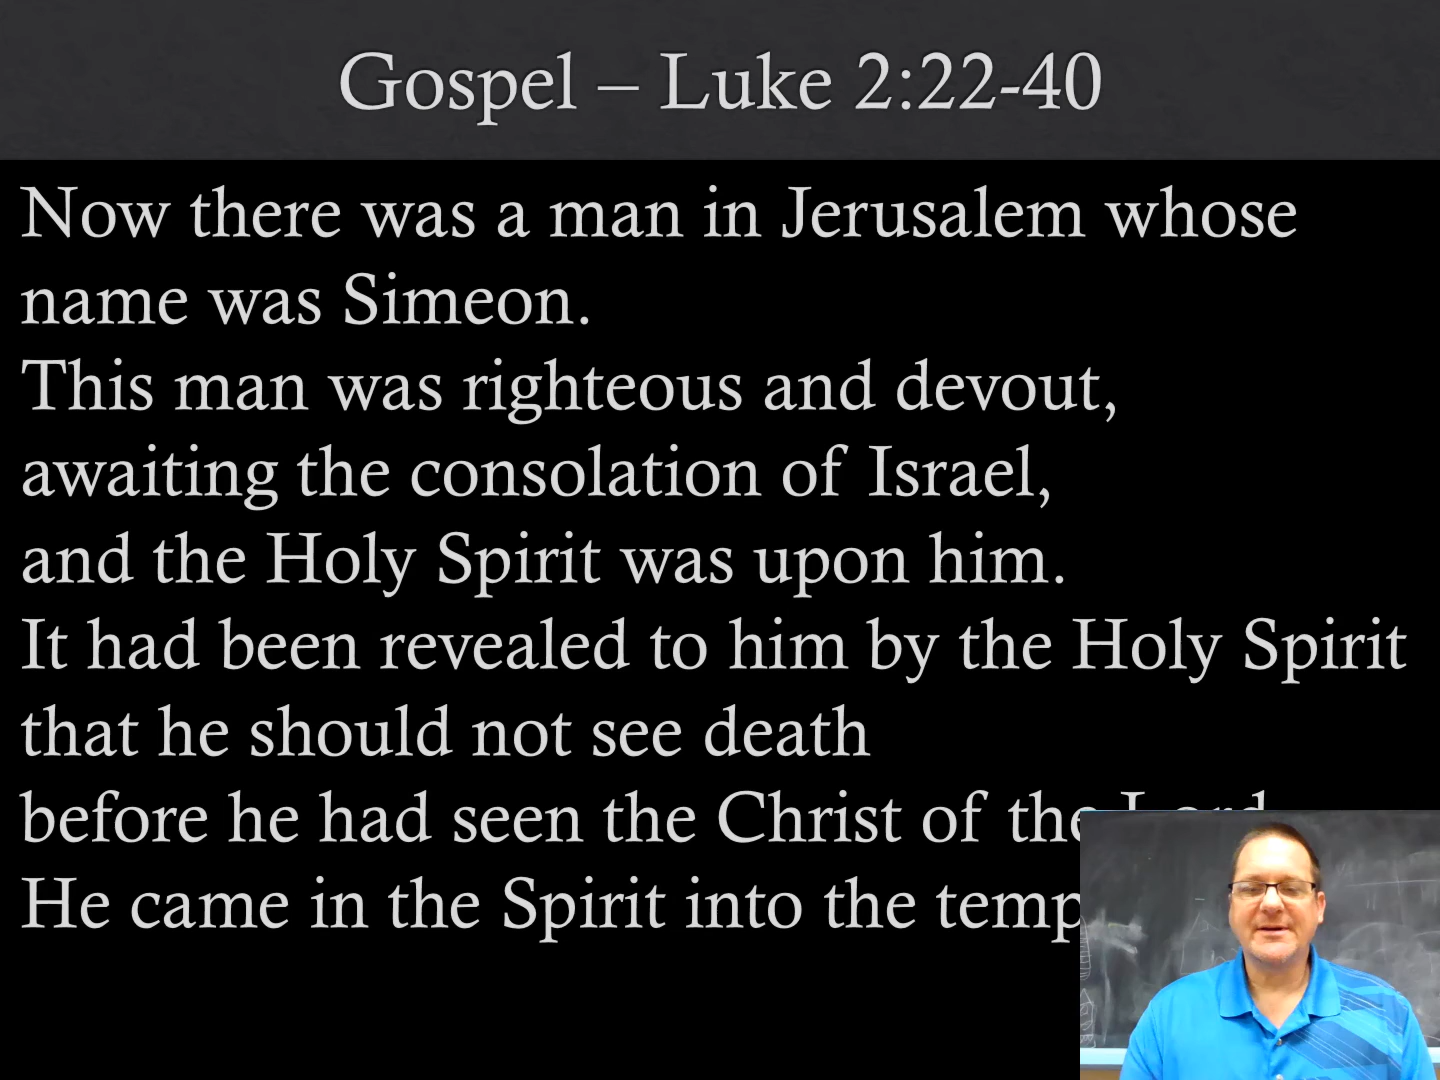 Gospel – Luke 2:22-40
Now there was a man in Jerusalem whose
name was Simeon.
This man was righteous and devout,
awaiting the consolation of Israel,
and the Holy Spirit was upon him.
It had been revealed to him by the Holy Spirit
that he should not see death
before he had seen the Christ of the Lord
He came in the Spirit into the